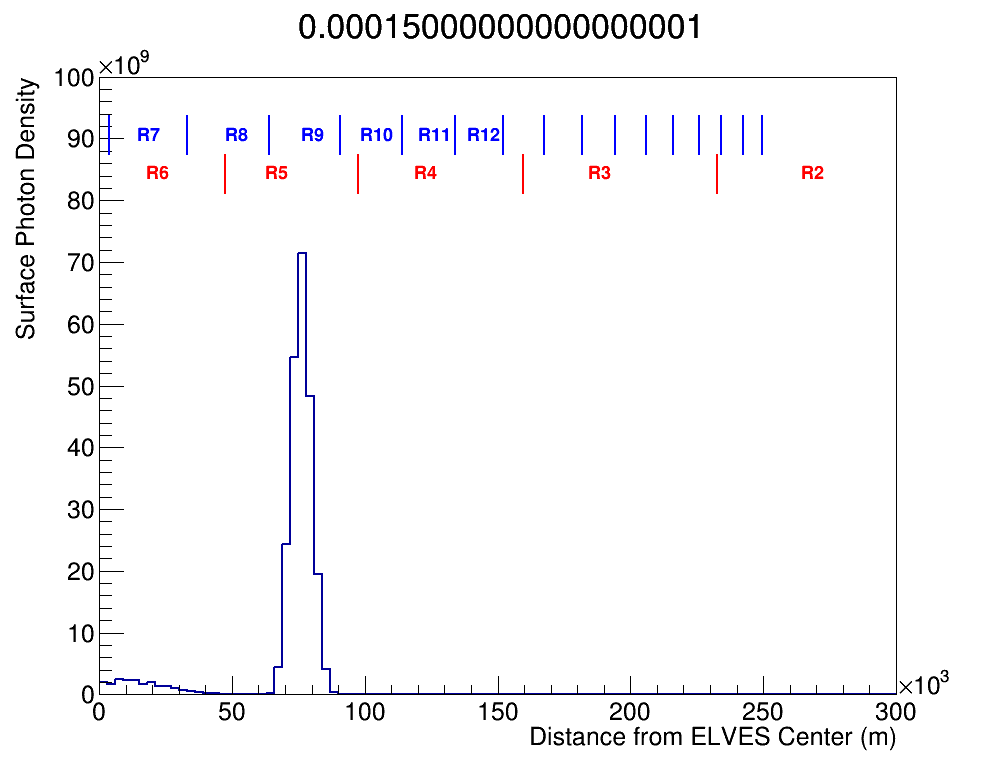 0.00015000000000000001
×10⁹
Surface Photon Density
100
90
80
70
60
50
40
30
20
10
0
R7 R8 R9 R10 R11 R12
R6 R5 R4 R3 R2
0 50 100 150 200 250 300
×10³
Distance from ELVES Center (m)